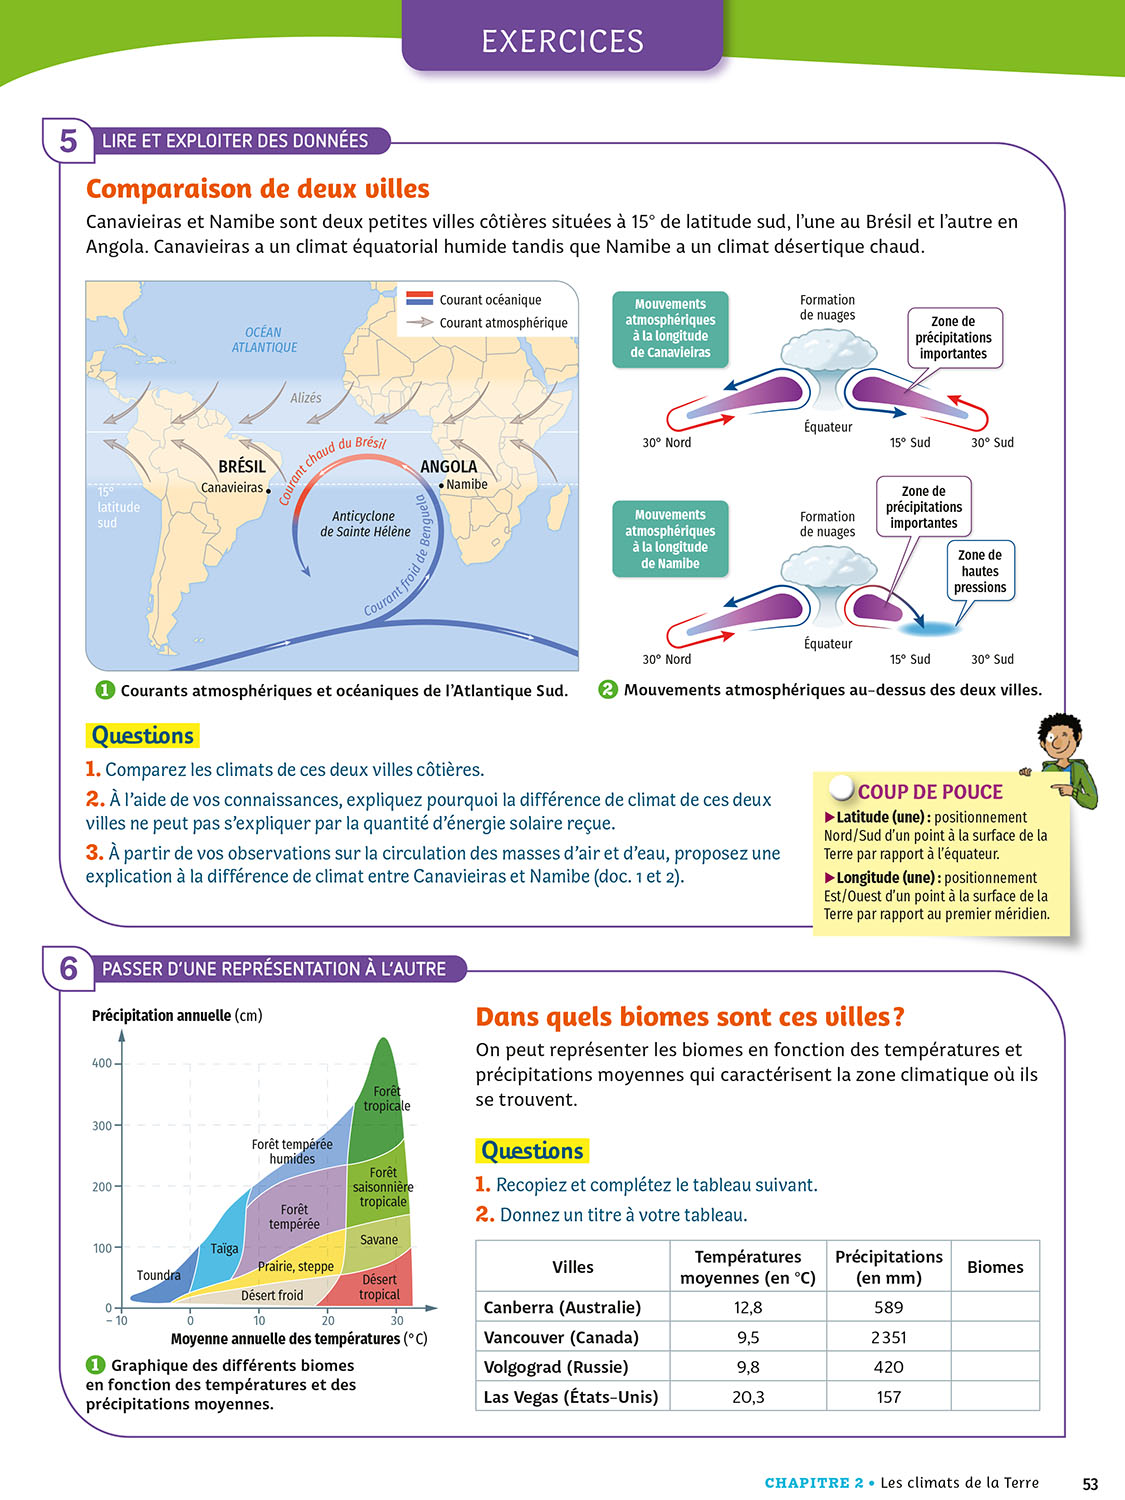 EXERCICES
5
LIRE ET EXPLOITER DES DONNÉES
Comparaison de deux villes
Canavieiras et Namibe sont deux petites villes côtières situées à 15° de latitude sud, l'une au Brésil et l'autre en
Angola. Canavieiras a un climat équatorial humide tandis que Namibe a un climat désertique chaud.
Courant océanique
Courant atmosphérique
OCÉAN
ATLANTIQUE
Alizés
BRÉSIL
Canavieiras
ANGOLA
Namibe
Courant chaud du Brésil
15°
latitude
sud
Anticyclone
de Sainte Hélène
Courant froid de Benguela
1 Courants atmosphériques et océaniques de l'Atlantique Sud.
Mouvements
atmosphériques
à la longitude
de Canavieiras
Formation
de nuages
Zone de
précipitations
importantes
Équateur
30° Nord
15° Sud
30° Sud
Mouvements
atmosphériques
à la longitude
de Namibe
Formation
de nuages
Zone de
précipitations
importantes
Zone de
hautes
pressions
Équateur
30° Nord
15° Sud
30° Sud
2 Mouvements atmosphériques au-dessus des deux villes.
Questions
1. Comparez les climats de ces deux villes côtières.
2. À l'aide de vos connaissances, expliquez pourquoi la différence de climat de ces deux
villes ne peut pas s'expliquer par la quantité d'énergie solaire reçue.
3. À partir de vos observations sur la circulation des masses d'air et d'eau, proposez une
explication à la différence de climat entre Canavieiras et Namibe (doc. 1 et 2).
COUP DE POUCE
▶Latitude (une) : positionnement
Nord/Sud d'un point à la surface de la
Terre par rapport à l'équateur.
▶Longitude (une) : positionnement
Est/Ouest d'un point à la surface de la
Terre par rapport au premier méridien.
6
PASSER D'UNE REPRÉSENTATION À L'AUTRE
Précipitation annuelle (cm)
400
300
200
100
0
Forêt
tropicale
Forêt tempérée
humides
Forêt
saisonnière
tropicale
Forêt
tempérée
Taïga
Savane
Toundra
Prairie, steppe
Désert froid
Désert
tropical
– 10
0
10
20
30
Moyenne annuelle des températures (°C)
1 Graphique des différents biomes
en fonction des températures et des
précipitations moyennes.
Dans quels biomes sont ces villes ?
On peut représenter les biomes en fonction des températures et
précipitations moyennes qui caractérisent la zone climatique où ils
se trouvent.
Questions
1. Recopiez et complétez le tableau suivant.
2. Donnez un titre à votre tableau.
Villes
Températures
moyennes (en °C)
Précipitations
(en mm)
Biomes
Canberra (Australie) 12,8 589
Vancouver (Canada) 9,5 2 351
Volgograd (Russie) 9,8 420
Las Vegas (États-Unis) 20,3 157
CHAPITRE 2 • Les climats de la Terre 53